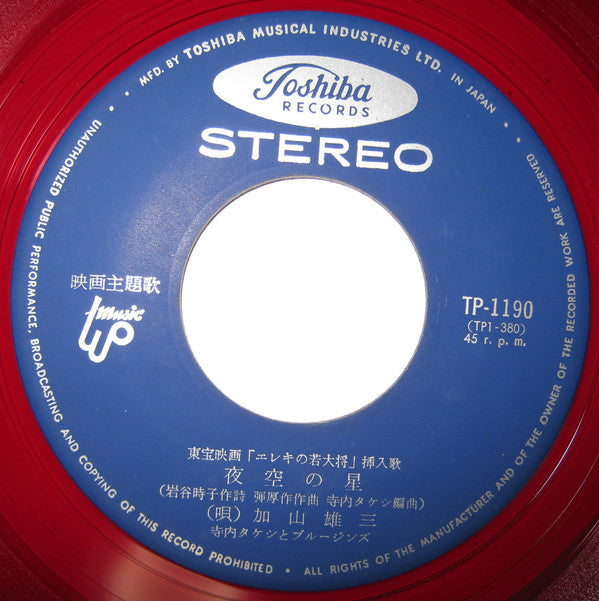 • MFD. BY TOSHIBA MUSICAL INDUSTRIES LTD. IN JAPAN •
Toshiba
RECORDS
STEREO
映画主題歌
music
TP-1190
(TP1-380)
45 r. p. m.
東宝映画「エレキの若大将」挿入歌
夜空の星
(岩谷時子作詩 弾厚作作曲 寺内タケシ編曲)
(唄) 加山雄三
寺内タケシとブルージンズ
UNAUTHORIZED PUBLIC PERFORMANCE, BROADCASTING AND COPYING OF THIS RECORD PROHIBITED • ALL RIGHTS OF THE MANUFACTURER AND OF THE OWNER OF THE RECORDED WORK ARE RESERVED